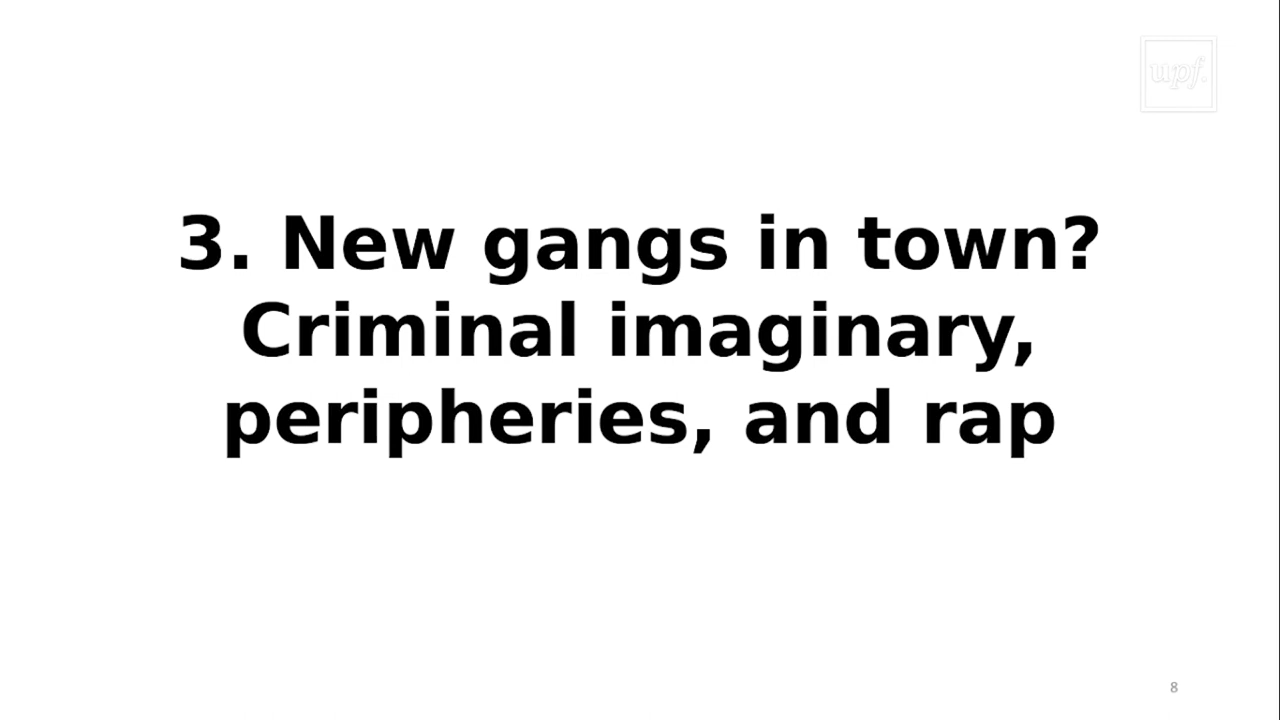 upf.
3. New gangs in town?
Criminal imaginary,
peripheries, and rap
8